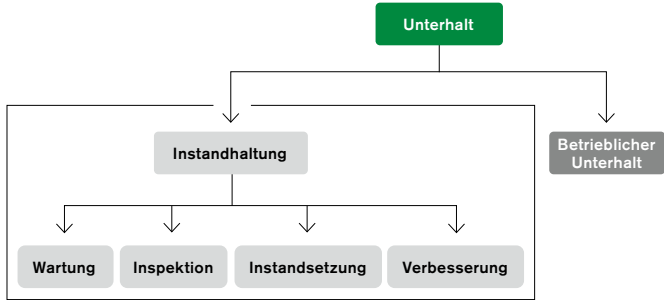 Unterhalt
Instandhaltung
Betrieblicher
Unterhalt
Wartung
Inspektion
Instandsetzung
Verbesserung